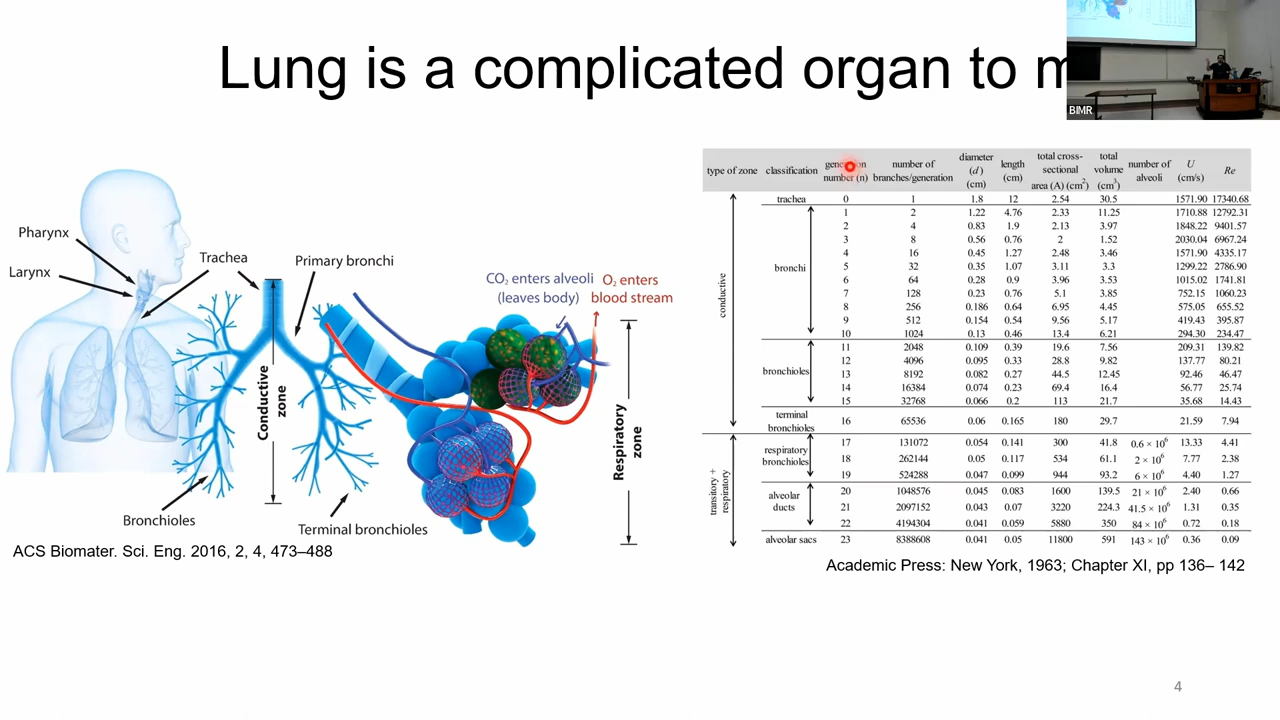 Lung is a complicated organ to m
BIMR
Pharynx
Larynx
Trachea
Primary bronchi
Conductive
zone
Bronchioles
Terminal bronchioles
CO₂ enters alveoli
(leaves body)
O₂ enters
blood stream
Respiratory
zone
ACS Biomater. Sci. Eng. 2016, 2, 4, 473–488
type of zone classification generation number (n) number of branches/generation diameter (d) (cm) length (cm) total cross-sectional area (A) (cm²) total volume (cm³) number of alveoli U (cm/s) Re
conductive
trachea 0 1 1.8 12 2.54 30.5 1571.90 17340.68
bronchi
1 2 1.22 4.76 2.33 11.25 1710.88 12792.31
2 4 0.83 1.9 2.13 3.97 1848.22 9401.57
3 8 0.56 0.76 2 1.52 2030.04 6967.24
4 16 0.45 1.27 2.48 3.46 1571.90 4335.17
5 32 0.35 1.07 3.11 3.3 1299.22 2786.90
6 64 0.28 0.9 3.96 3.53 1015.02 1741.81
7 128 0.23 0.76 5.1 3.85 752.15 1060.23
8 256 0.186 0.64 6.95 4.45 575.05 655.52
9 512 0.154 0.54 9.56 5.17 419.43 395.87
10 1024 0.13 0.46 13.4 6.21 294.30 234.47
bronchioles
11 2048 0.109 0.39 19.6 7.56 209.31 139.82
12 4096 0.095 0.33 28.8 9.82 137.77 80.21
13 8192 0.082 0.27 44.5 12.45 92.46 46.47
14 16384 0.074 0.23 69.4 16.4 56.77 25.74
15 32768 0.066 0.2 113 21.7 35.68 14.43
terminal bronchioles 16 65536 0.06 0.165 180 29.7 21.59 7.94
transitory + respiratory
respiratory bronchioles
17 131072 0.054 0.141 300 41.8 0.6 × 10⁶ 13.33 4.41
18 262144 0.05 0.117 534 61.1 2 × 10⁶ 7.77 2.38
19 524288 0.047 0.099 944 93.2 6 × 10⁶ 4.40 1.27
alveolar ducts
20 1048576 0.045 0.083 1600 139.5 21 × 10⁶ 2.40 0.66
21 2097152 0.043 0.07 3220 224.3 41.5 × 10⁶ 1.31 0.35
22 4194304 0.041 0.059 5880 350 84 × 10⁶ 0.72 0.18
alveolar sacs 23 8388608 0.041 0.05 11800 591 143 × 10⁶ 0.36 0.09
Academic Press: New York, 1963; Chapter XI, pp 136– 142
4